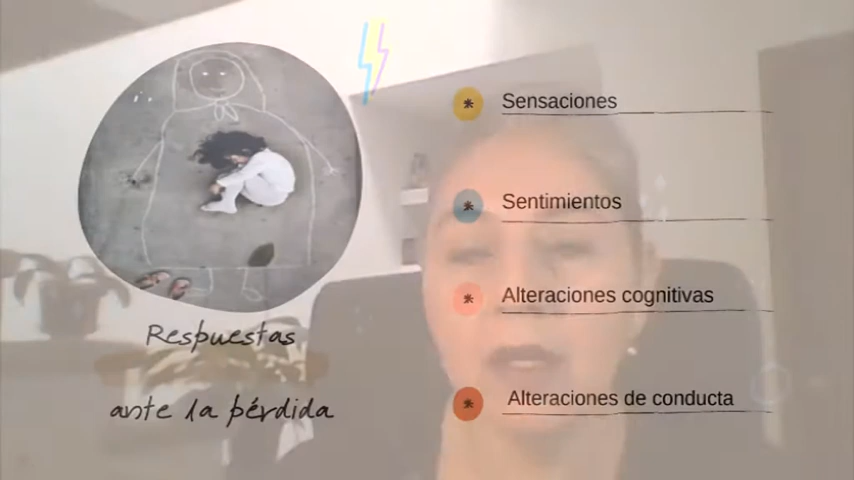 Respuestas
ante la pérdida
* Sensaciones
* Sentimientos
* Alteraciones cognitivas
* Alteraciones de conducta